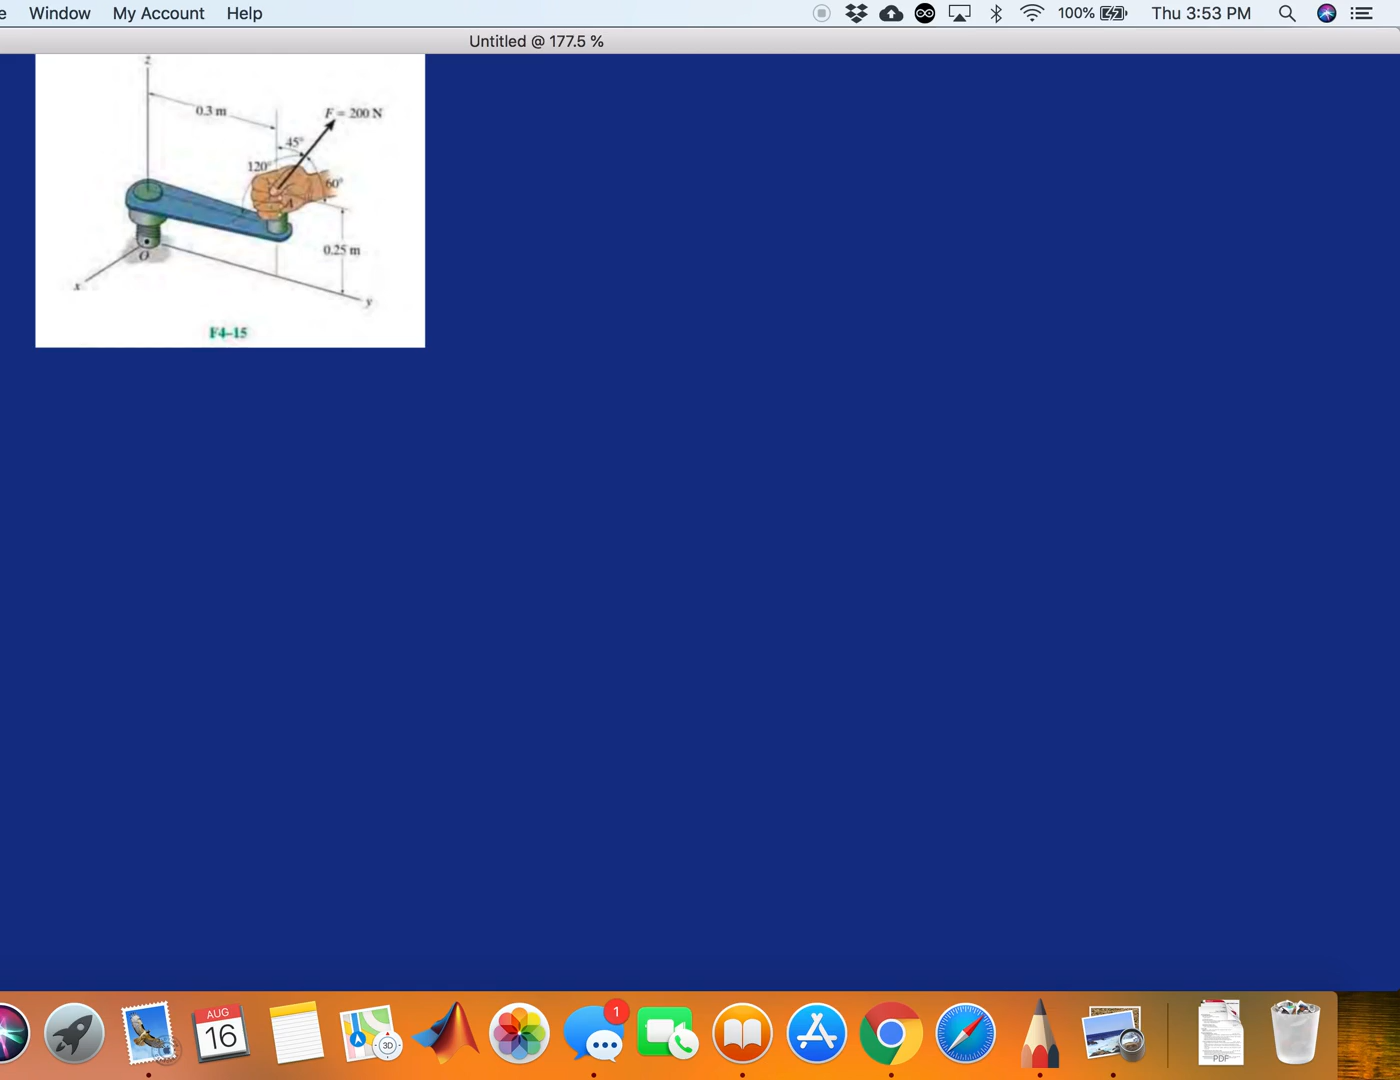 Window My Account Help 100% Thu 3:53 PM
Untitled @ 177.5 %
z
0.3 m
F = 200 N
45°
120°
60°
A
0.25 m
O
x
y
F4–15
AUG
16
3D
1
PDF